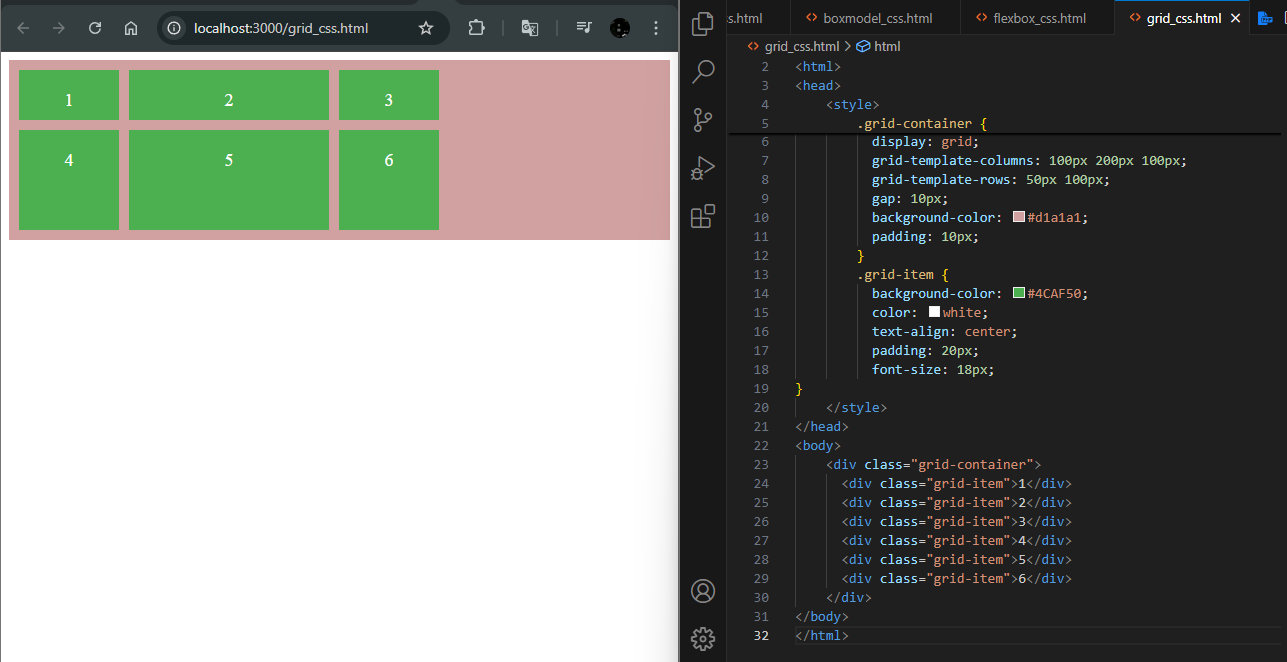 localhost:3000/grid_css.html
1 2 3
4 5 6
s.html boxmodel_css.html flexbox_css.html grid_css.html
grid_css.html > html
2 <html>
3 <head>
4 <style>
5 .grid-container {
6 display: grid;
7 grid-template-columns: 100px 200px 100px;
8 grid-template-rows: 50px 100px;
9 gap: 10px;
10 background-color: #d1a1a1;
11 padding: 10px;
12 }
13 .grid-item {
14 background-color: #4CAF50;
15 color: white;
16 text-align: center;
17 padding: 20px;
18 font-size: 18px;
19 }
20 </style>
21 </head>
22 <body>
23 <div class="grid-container">
24 <div class="grid-item">1</div>
25 <div class="grid-item">2</div>
26 <div class="grid-item">3</div>
27 <div class="grid-item">4</div>
28 <div class="grid-item">5</div>
29 <div class="grid-item">6</div>
30 </div>
31 </body>
32 </html>